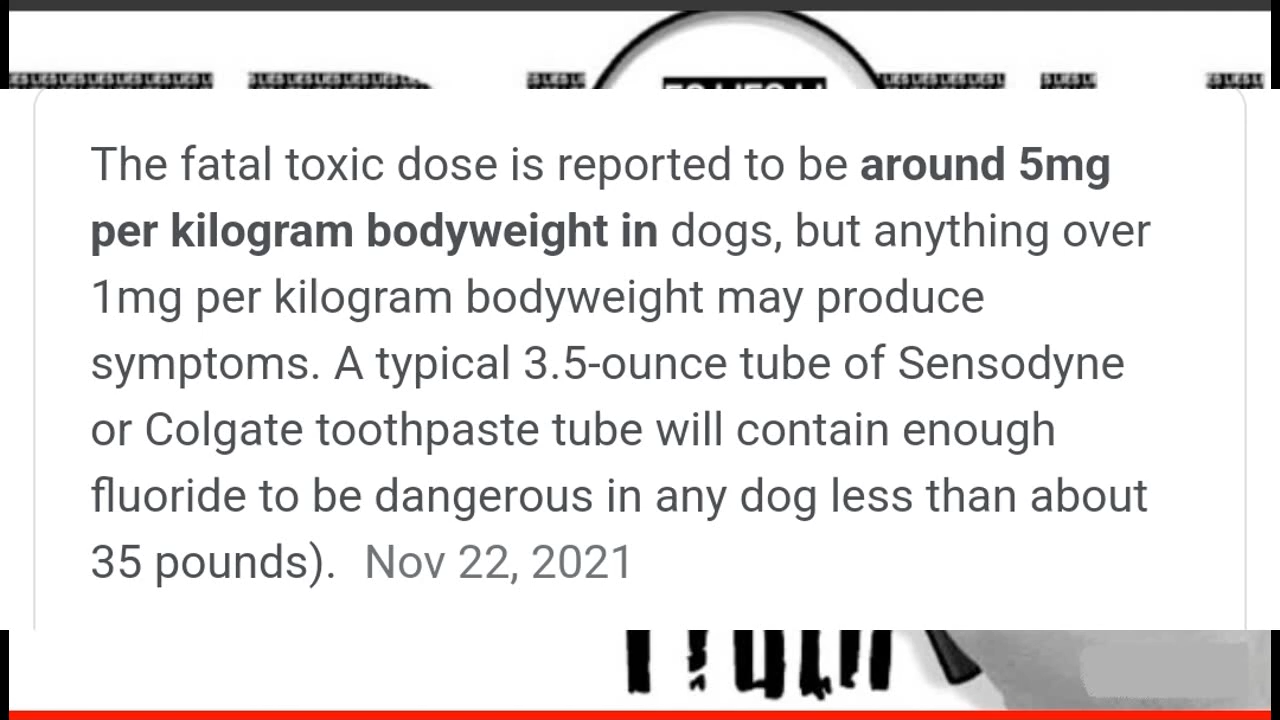 The fatal toxic dose is reported to be around 5mg
per kilogram bodyweight in dogs, but anything over
1mg per kilogram bodyweight may produce
symptoms. A typical 3.5-ounce tube of Sensodyne
or Colgate toothpaste tube will contain enough
fluoride to be dangerous in any dog less than about
35 pounds). Nov 22, 2021